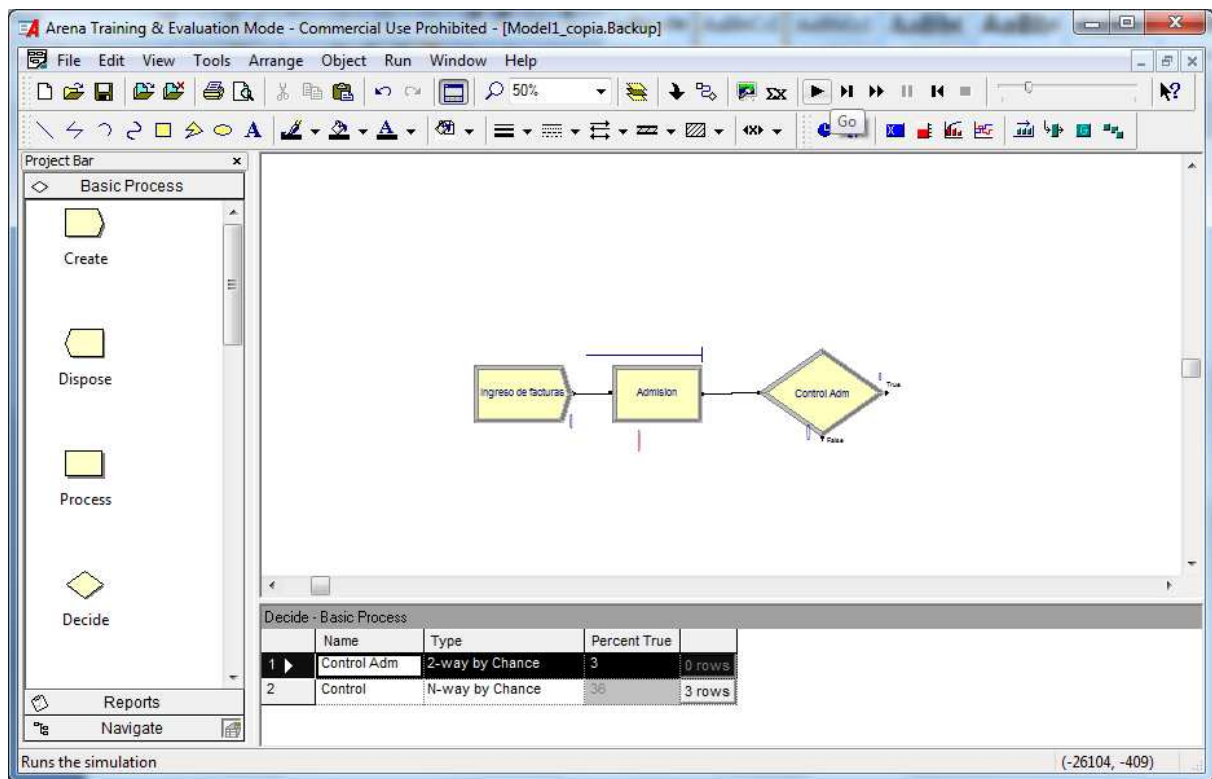 Arena Training & Evaluation Mode - Commercial Use Prohibited - [Model1_copia.Backup]
File Edit View Tools Arrange Object Run Window Help
50%
A A
Go
Project Bar
Basic Process
Create
Dispose
Process
Decide
Reports
Navigate
Ingreso de facturas
Admision
Control Adm
True
False
Decide - Basic Process
Name Type Percent True
1 Control Adm 2-way by Chance 3 0 rows
2 Control N-way by Chance 36 3 rows
Runs the simulation (-26104, -409)